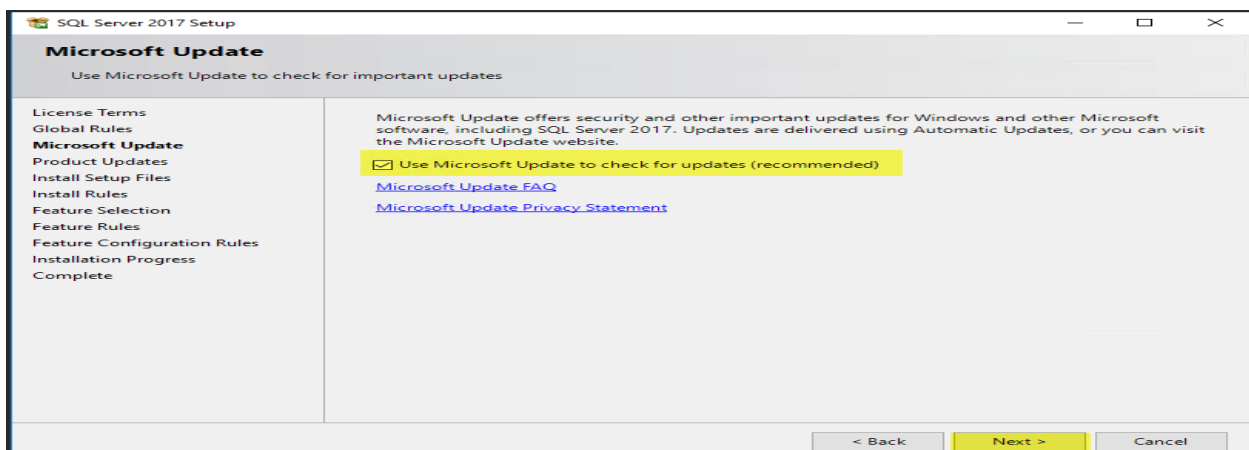 SQL Server 2017 Setup
Microsoft Update
Use Microsoft Update to check for important updates
License Terms
Global Rules
Microsoft Update
Product Updates
Install Setup Files
Install Rules
Feature Selection
Feature Rules
Feature Configuration Rules
Installation Progress
Complete
Microsoft Update offers security and other important updates for Windows and other Microsoft
software, including SQL Server 2017. Updates are delivered using Automatic Updates, or you can visit
the Microsoft Update website.
Use Microsoft Update to check for updates (recommended)
Microsoft Update FAQ
Microsoft Update Privacy Statement
< Back
Next >
Cancel